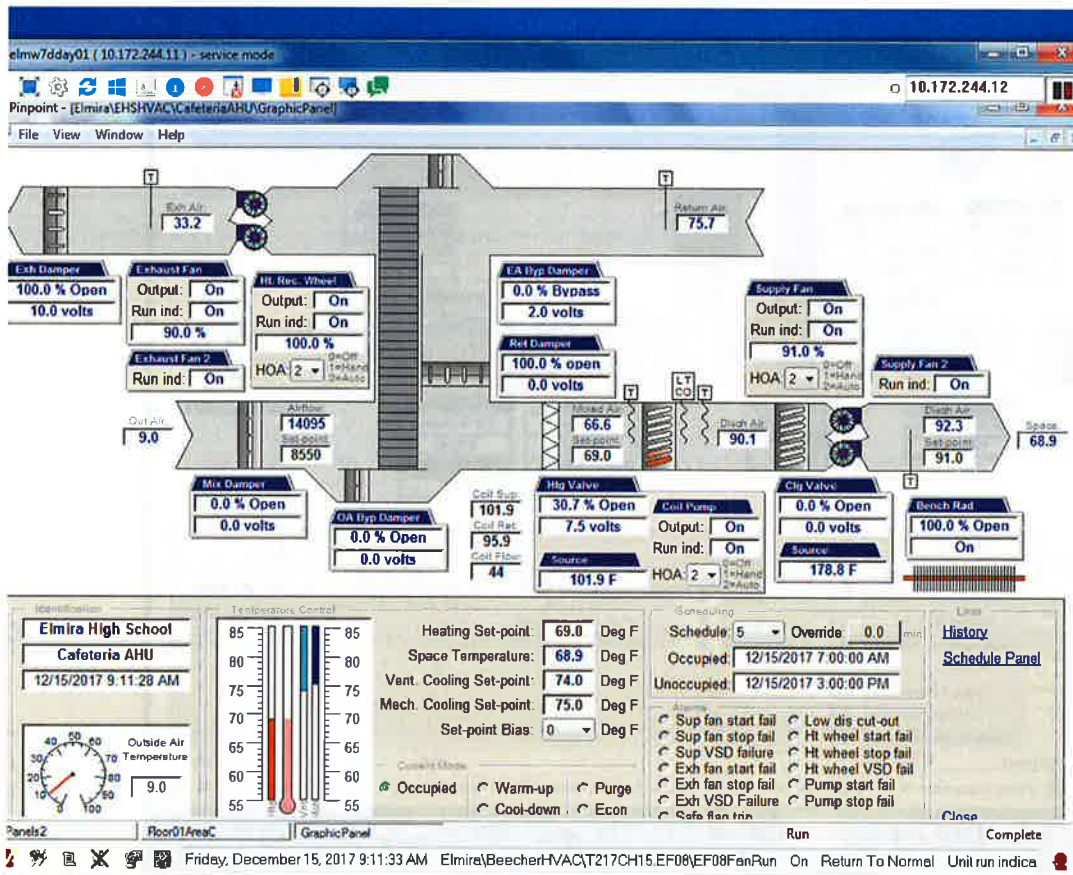 elmw7dday01 ( 10.172.244.11 ) - service mode
10.172.244.12
Pinpoint - [Elmira\EHSHVAC\CafeteriaAHU\GraphicPanel]
File View Window Help
T
T
Exh Air
33.2
Return Air
75.7
Exh Damper
100.0 % Open
10.0 volts
Exhaust Fan
Output: On
Run ind: On
90.0 %
Exhaust Fan 2
Run ind: On
Ht. Rec. Wheel
Output: On
Run ind: On
100.0 %
HOA: 2
0=Off
1=Hand
2=Auto
EA Byp Damper
0.0 % Bypass
2.0 volts
Ret Damper
100.0 % open
0.0 volts
Supply Fan
Output: On
Run ind: On
91.0 %
HOA: 2
0=Off
1=Hand
2=Auto
Supply Fan 2
Run ind: On
Out Air
9.0
Airflow
14095
Set-point
8550
T
LT
CO
T
Mixed Air
66.6
Set-point
69.0
Disch Air
90.1
Disch Air
92.3
Set-point
91.0
Space
68.9
T
Mix Damper
0.0 % Open
0.0 volts
OA Byp Damper
0.0 % Open
0.0 volts
Coil Sup
101.9
Coil Ret
95.9
Coil Flow
44
Htg Valve
30.7 % Open
7.5 volts
Source
101.9 F
Coil Pump
Output: On
Run ind: On
HOA: 2
0=Off
1=Hand
2=Auto
Clg Valve
0.0 % Open
0.0 volts
Source
178.8 F
Bench Rad
100.0 % Open
On
Identification
Elmira High School
Cafeteria AHU
12/15/2017 9:11:28 AM
0 10 20 30 40 50 60 70 80 90 100
Outside Air
Temperature
9.0
Temperature Control
85 85
80 80
75 75
70 70
65 65
60 60
55 55
Heating Set-point: 69.0 Deg F
Space Temperature: 68.9 Deg F
Vent. Cooling Set-point: 74.0 Deg F
Mech. Cooling Set-point: 75.0 Deg F
Set-point Bias: 0 Deg F
Current Mode
Occupied Warm-up Purge
Cool-down Econ
Scheduling
Schedule: 5 Override: 0.0 min
Occupied: 12/15/2017 7:00:00 AM
Unoccupied: 12/15/2017 3:00:00 PM
Alarms
Sup fan start fail Low dis cut-out
Sup fan stop fail Ht wheel start fail
Sup VSD failure Ht wheel stop fail
Exh fan start fail Ht wheel VSD fail
Exh fan stop fail Pump start fail
Exh VSD Failure Pump stop fail
Safe flag trip
Links
History
Schedule Panel
Close
Panels2 Floor01AreaC GraphicPanel Run Complete
Friday, December 15, 2017 9:11:33 AM Elmira\BeecherHVAC\T217CH15.EF08\EF08FanRun On Return To Normal Unit run indica